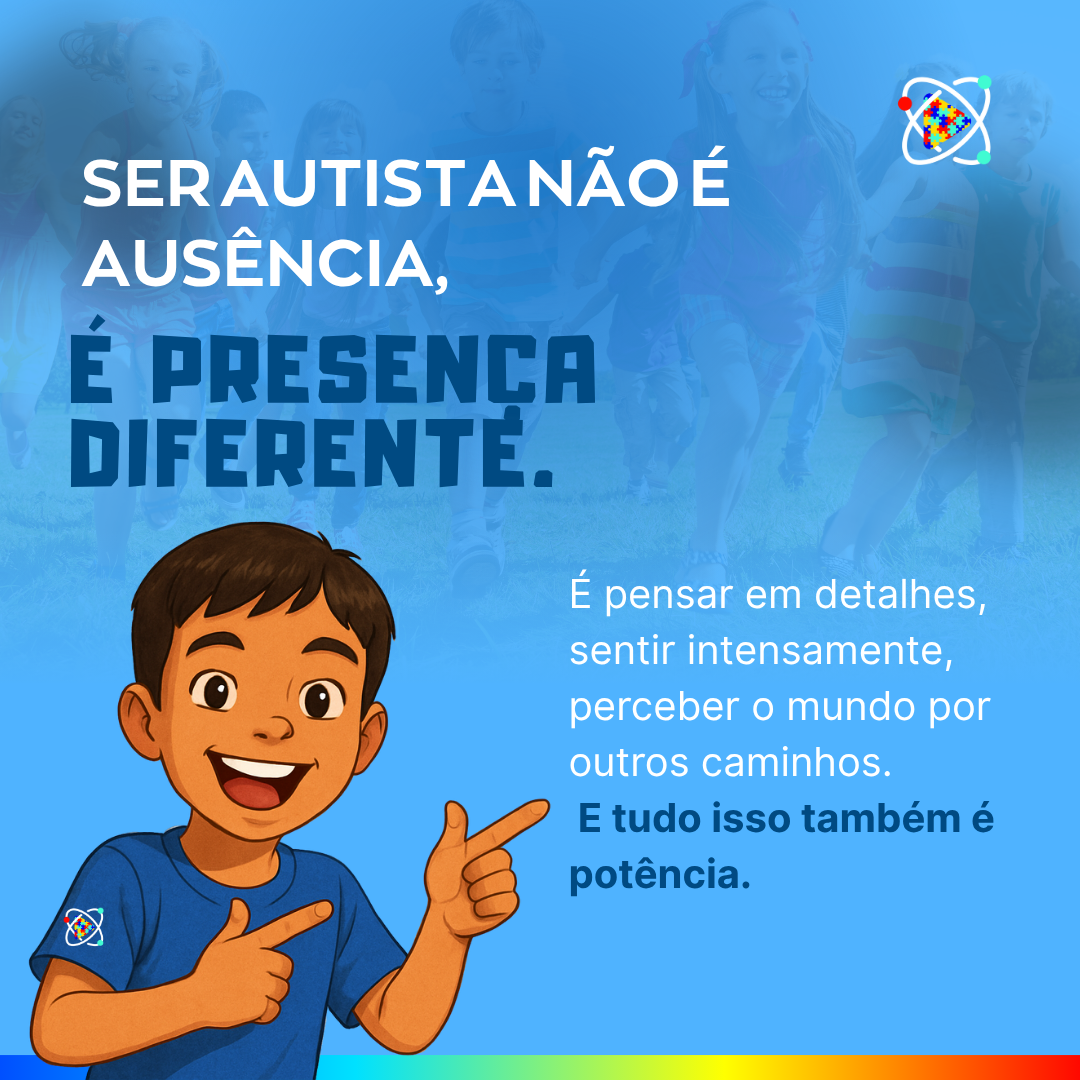 SER AUTISTA NÃO É
AUSÊNCIA,
É PRESENÇA
DIFERENTE.
É pensar em detalhes,
sentir intensamente,
perceber o mundo por
outros caminhos.
E tudo isso também é
potência.